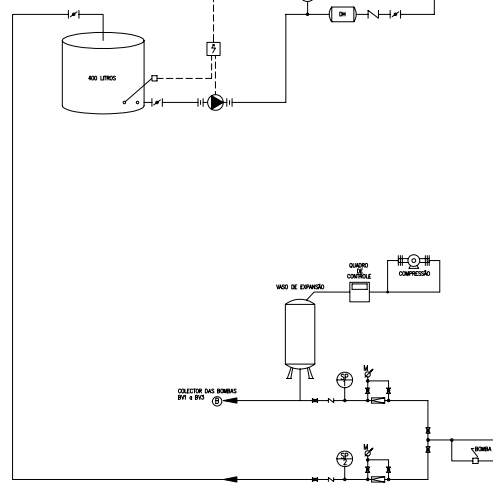 DM
400 LITROS
QUADRO
DE
CONTROLE
COMPRESSÃO
VASO DE EXPANSÃO
COLECTOR DAS BOMBAS
BV1 a BV3
B
SP
1
M
SP
2
M
BOMBA